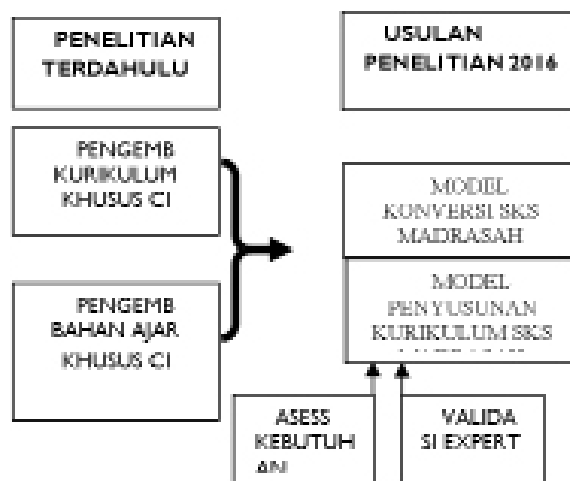 PENELITIAN
TERDAHULU
USULAN
PENELITIAN 2016
PENGEMB
KURIKULUM
KHUSUS CI
MODEL
KONVERSI SKS
MADRASAH
PENGEMB
BAHAN AJAR
KHUSUS CI
MODEL
PENYUSUNAN
KURIKULUM SKS
ASESS
KEBUTUH
AN
VALIDA
SI EXPERT